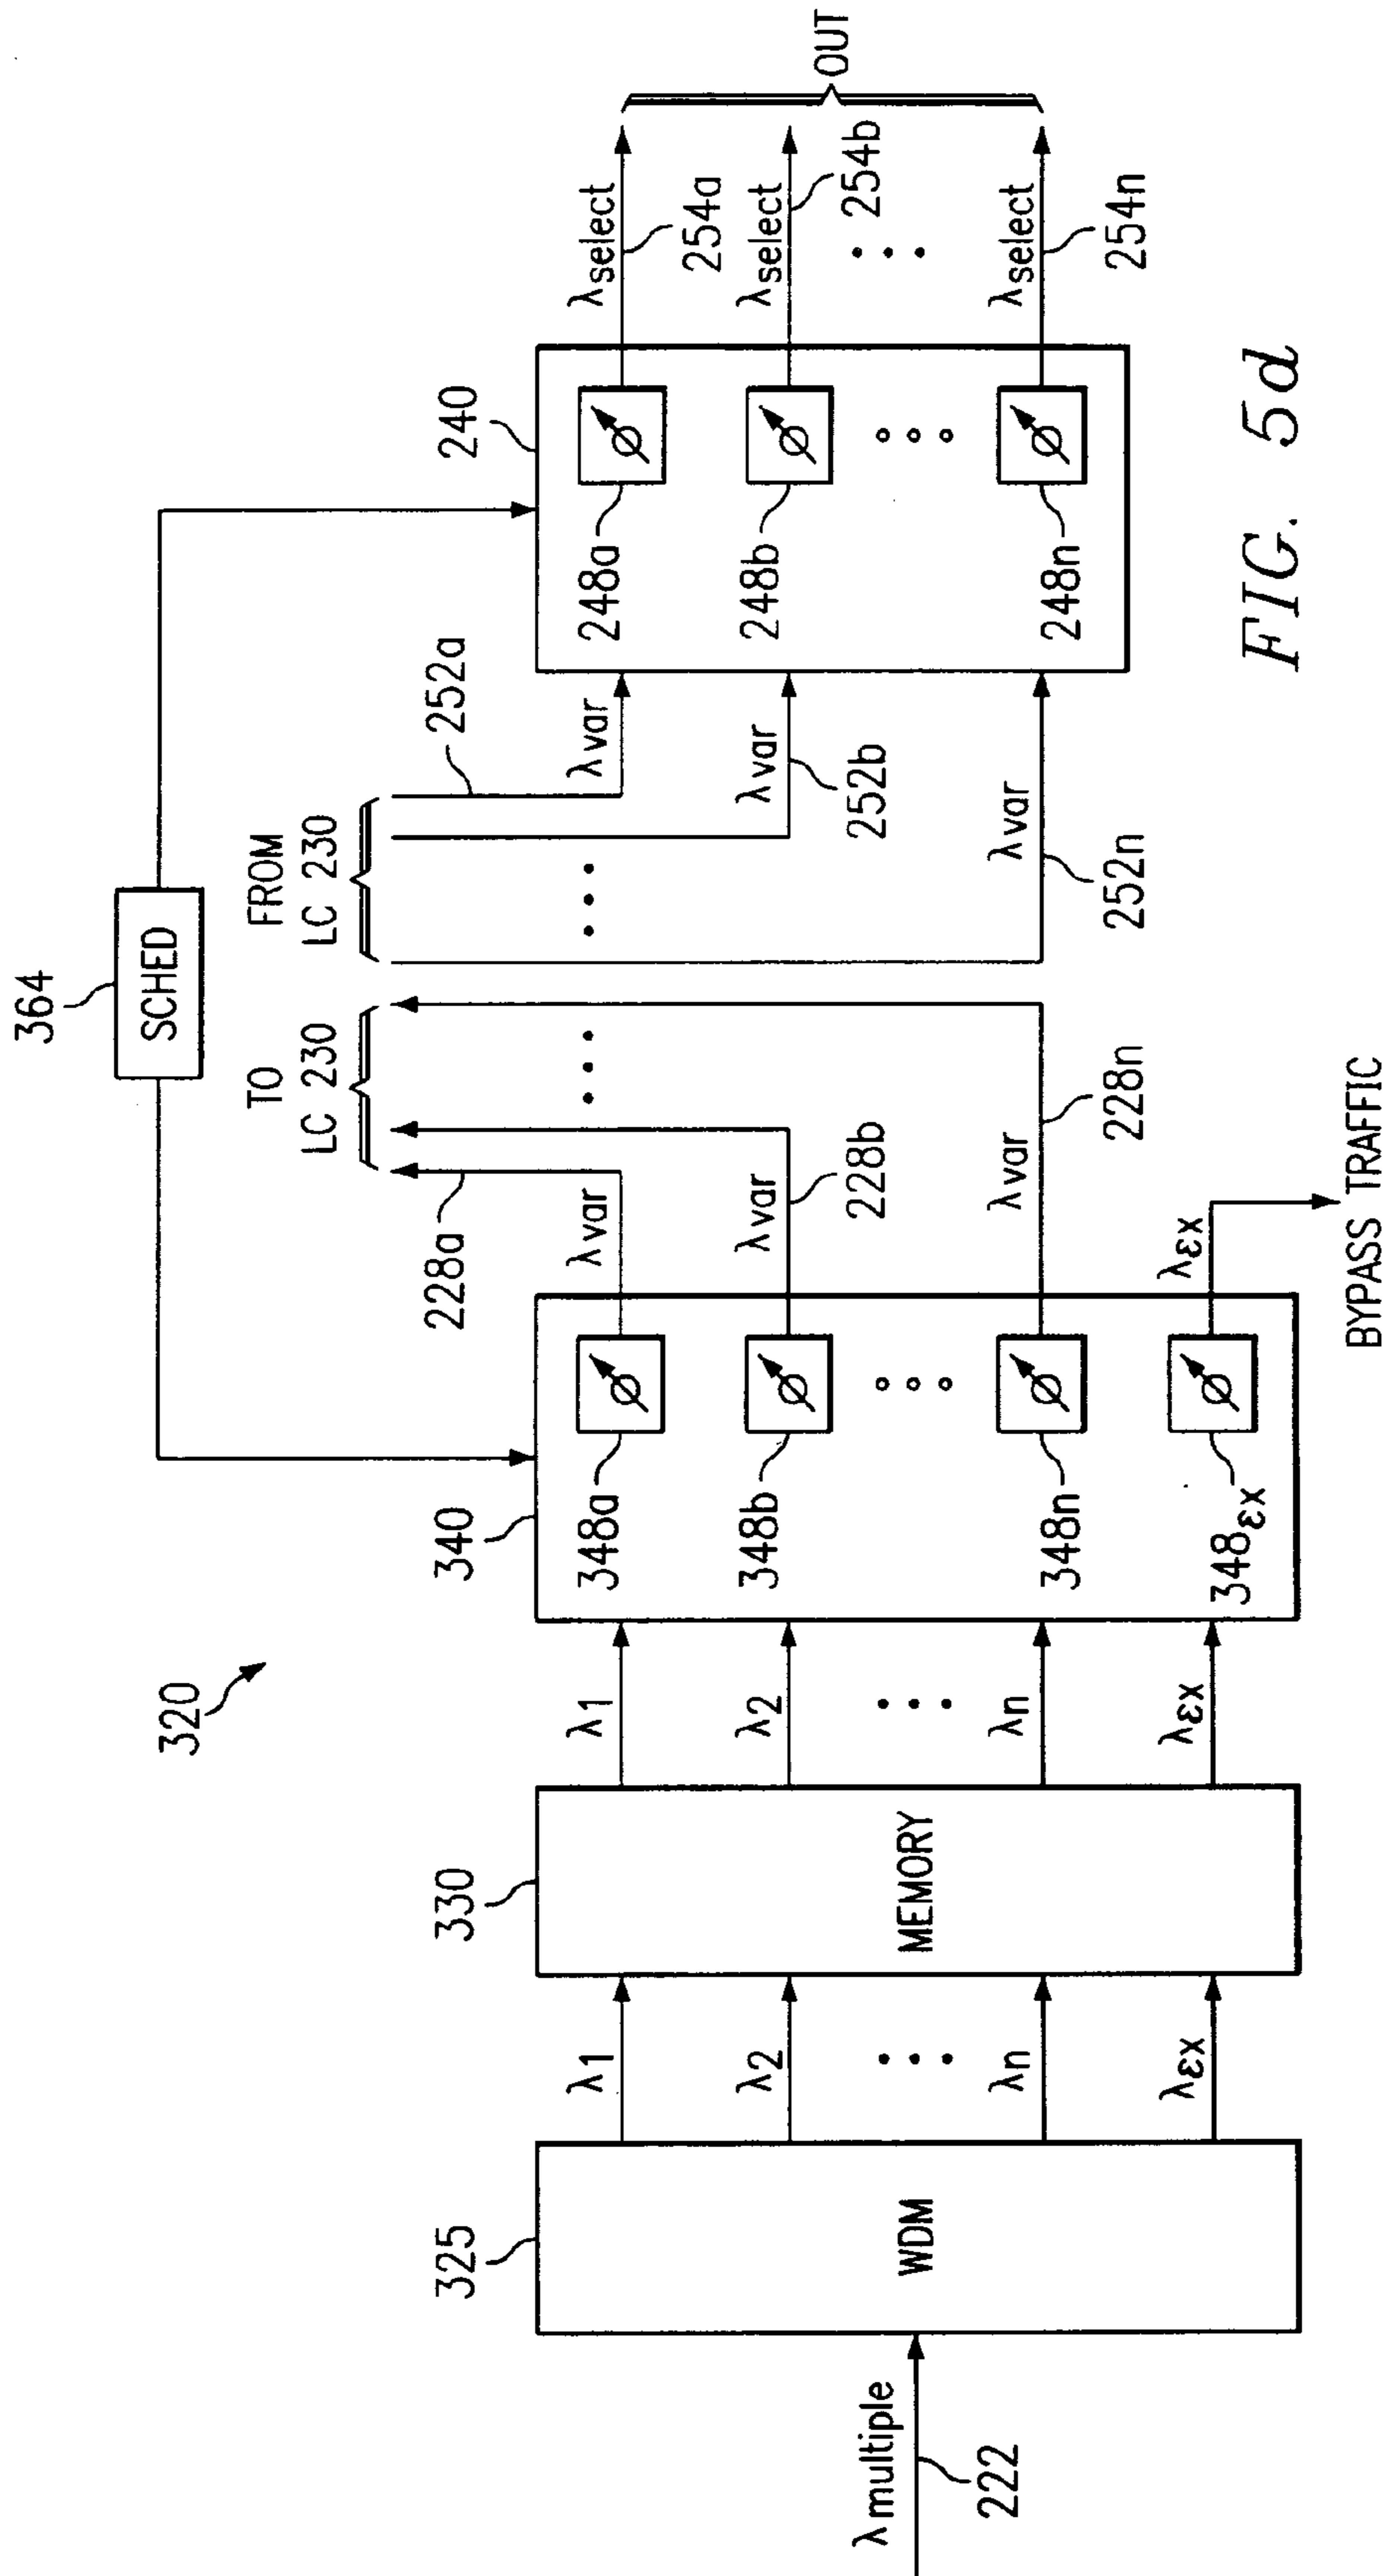 364
SCHED
320
TO
LC 230
FROM
LC 230
325
330
340
240
228a
252a
λ multiple
222
WDM
λ1
λ2
λn
λεx
MEMORY
λ1
λ2
λn
λεx
348a
348b
348n
348εx
λvar
λvar
228b
λvar
228n
λεx
BYPASS TRAFFIC
λvar
λvar
252b
λvar
252n
248a
248b
248n
λselect
254a
λselect
254b
λselect
254n
OUT
FIG. 5d